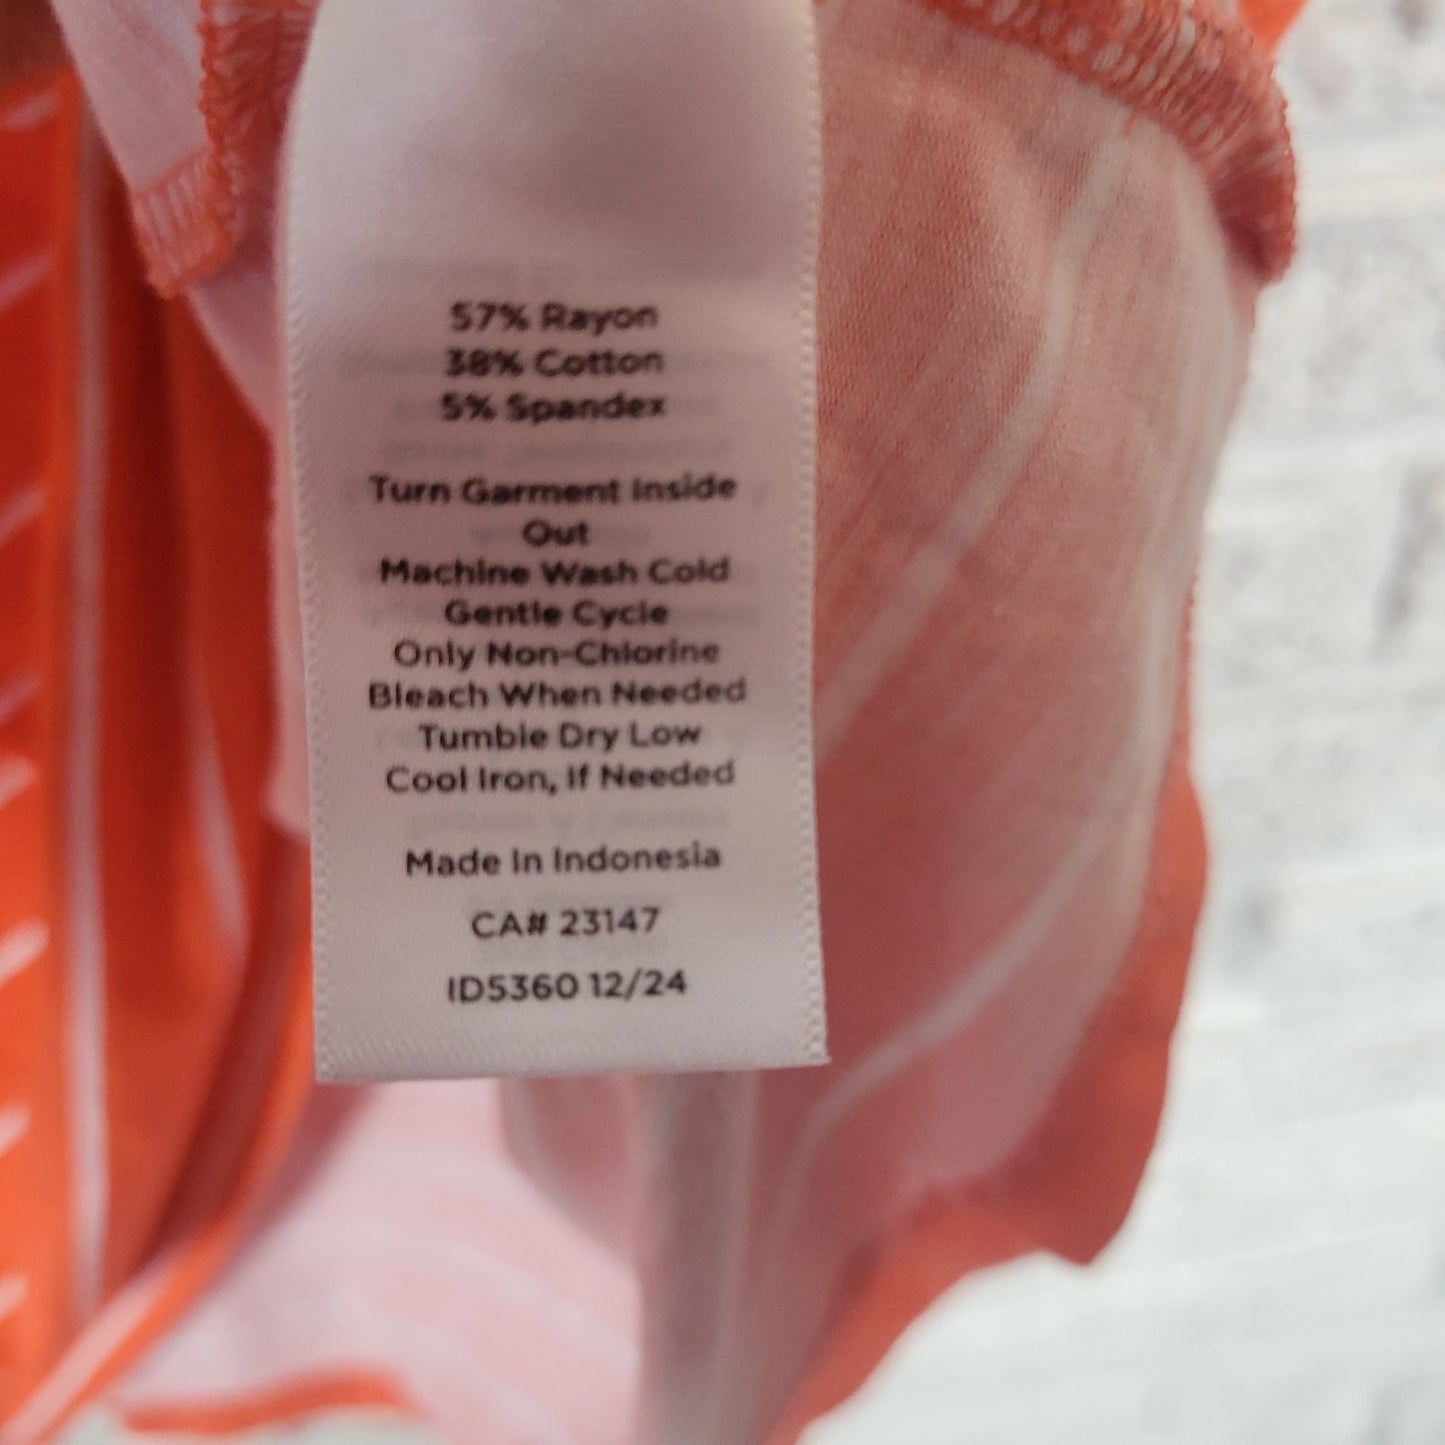 57% Rayon
38% Cotton
5% Spandex
Turn Garment Inside
Out
Machine Wash Cold
Gentle Cycle
Only Non-Chlorine
Bleach When Needed
Tumble Dry Low
Cool Iron, If Needed
Made In Indonesia
CA# 23147
ID5360 12/24